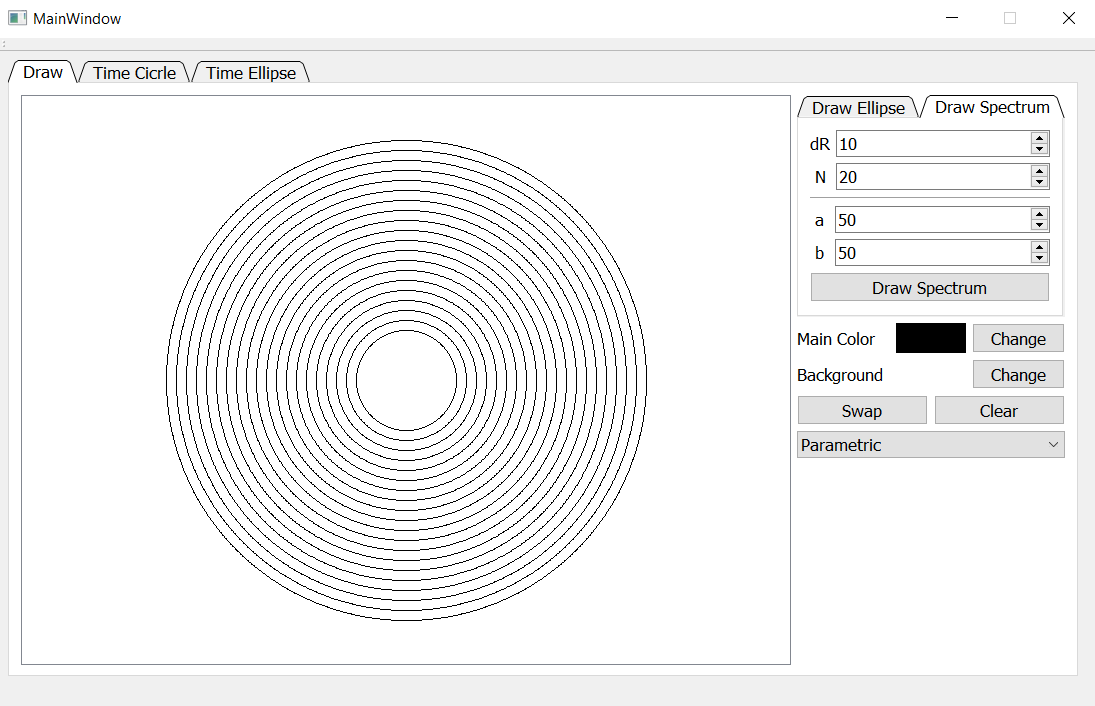 MainWindow
Draw Time Cicrle Time Ellipse
Draw Ellipse Draw Spectrum
dR 10
N 20
a 50
b 50
Draw Spectrum
Main Color Change
Background Change
Swap Clear
Parametric